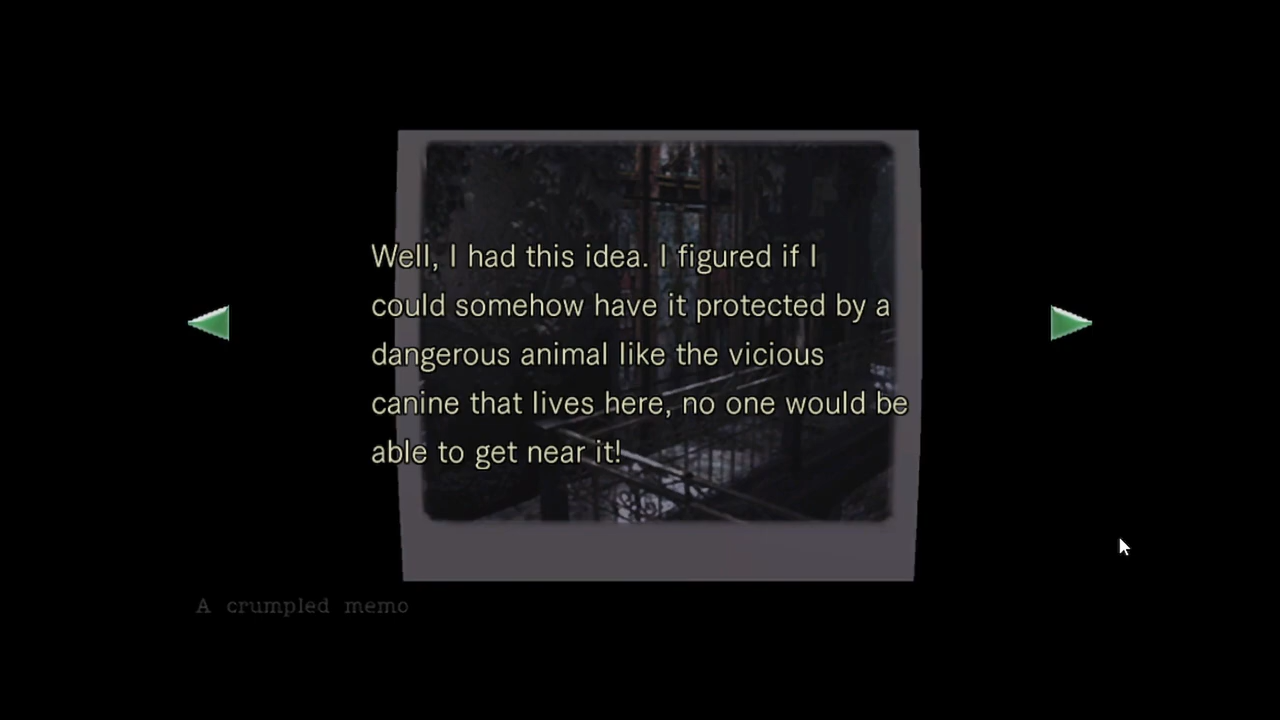 Well, I had this idea. I figured if I
could somehow have it protected by a
dangerous animal like the vicious
canine that lives here, no one would be
able to get near it!
A crumpled memo